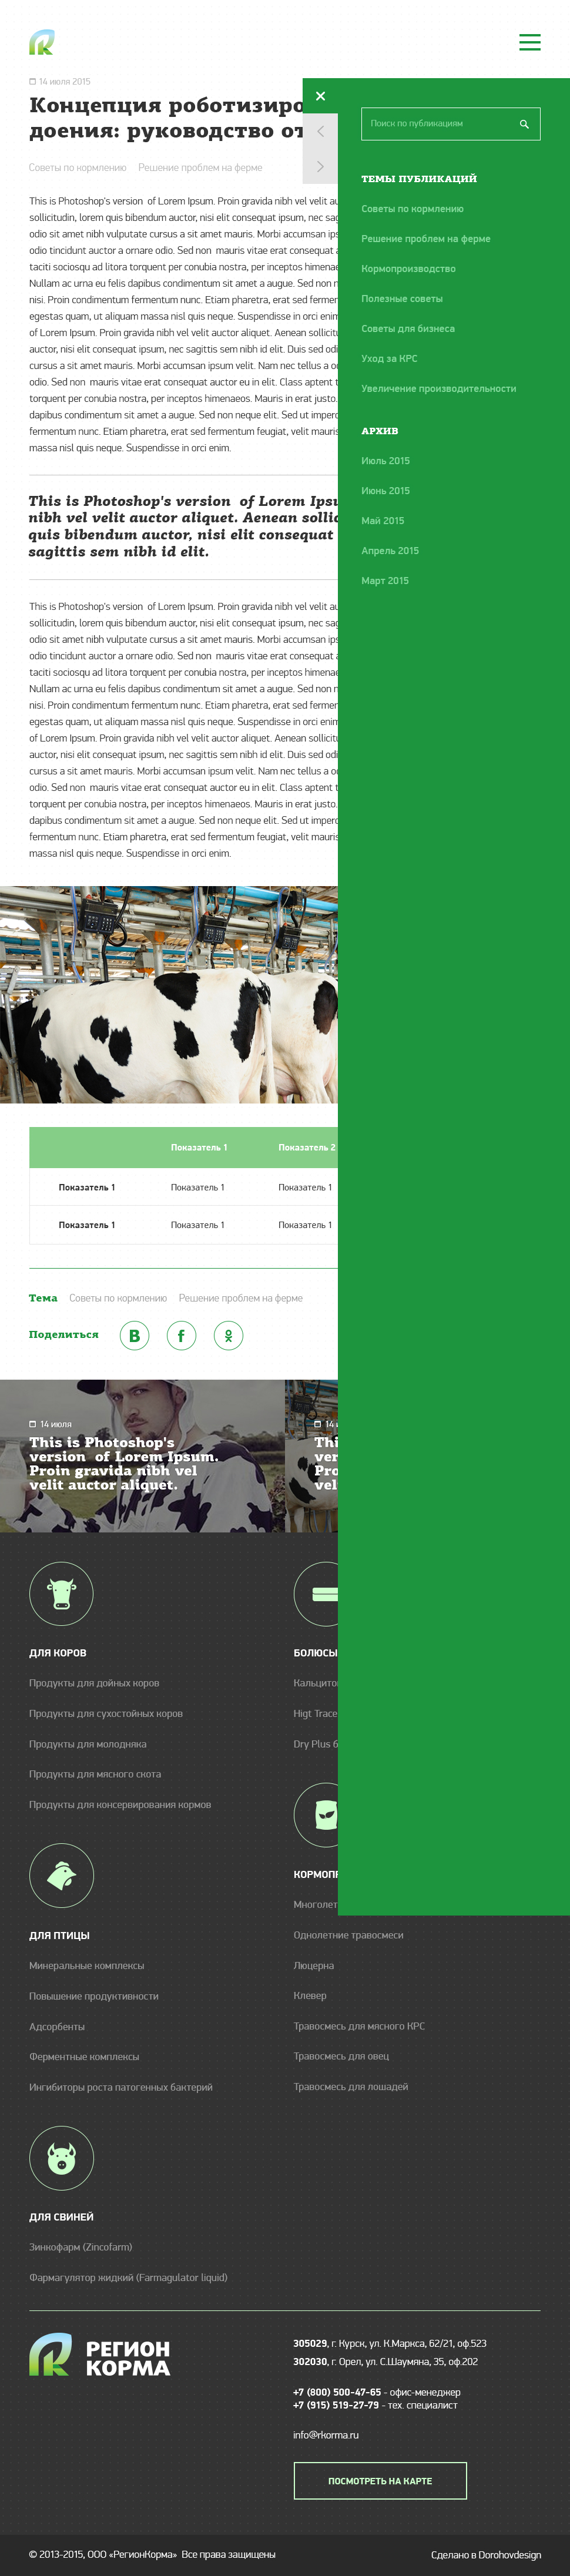 14 июля 2015
Концепция роботизиро
доения: руководство от
Советы по кормлению Решение проблем на ферме
This is Photoshop's version of Lorem Ipsum. Proin gravida nibh vel velit au
sollicitudin, lorem quis bibendum auctor, nisi elit consequat ipsum, nec sag
odio sit amet nibh vulputate cursus a sit amet mauris. Morbi accumsan ips
odio tincidunt auctor a ornare odio. Sed non mauris vitae erat consequat a
taciti sociosqu ad litora torquent per conubia nostra, per inceptos himenae
Nullam ac urna eu felis dapibus condimentum sit amet a augue. Sed non n
nisi. Proin condimentum fermentum nunc. Etiam pharetra, erat sed fermen
egestas quam, ut aliquam massa nisl quis neque. Suspendisse in orci enim
of Lorem Ipsum. Proin gravida nibh vel velit auctor aliquet. Aenean sollicitu
auctor, nisi elit consequat ipsum, nec sagittis sem nibh id elit. Duis sed odi
cursus a sit amet mauris. Morbi accumsan ipsum velit. Nam nec tellus a od
odio. Sed non mauris vitae erat consequat auctor eu in elit. Class aptent t
torquent per conubia nostra, per inceptos himenaeos. Mauris in erat justo.
dapibus condimentum sit amet a augue. Sed non neque elit. Sed ut imperd
fermentum nunc. Etiam pharetra, erat sed fermentum feugiat, velit mauris
massa nisl quis neque. Suspendisse in orci enim.
This is Photoshop's version of Lorem Ipsu
nibh vel velit auctor aliquet. Aenean sollic
quis bibendum auctor, nisi elit consequat
sagittis sem nibh id elit.
This is Photoshop's version of Lorem Ipsum. Proin gravida nibh vel velit au
sollicitudin, lorem quis bibendum auctor, nisi elit consequat ipsum, nec sag
odio sit amet nibh vulputate cursus a sit amet mauris. Morbi accumsan ips
odio tincidunt auctor a ornare odio. Sed non mauris vitae erat consequat a
taciti sociosqu ad litora torquent per conubia nostra, per inceptos himenae
Nullam ac urna eu felis dapibus condimentum sit amet a augue. Sed non n
nisi. Proin condimentum fermentum nunc. Etiam pharetra, erat sed fermen
egestas quam, ut aliquam massa nisl quis neque. Suspendisse in orci enim
of Lorem Ipsum. Proin gravida nibh vel velit auctor aliquet. Aenean sollicitu
auctor, nisi elit consequat ipsum, nec sagittis sem nibh id elit. Duis sed odi
cursus a sit amet mauris. Morbi accumsan ipsum velit. Nam nec tellus a od
odio. Sed non mauris vitae erat consequat auctor eu in elit. Class aptent t
torquent per conubia nostra, per inceptos himenaeos. Mauris in erat justo.
dapibus condimentum sit amet a augue. Sed non neque elit. Sed ut imperd
fermentum nunc. Etiam pharetra, erat sed fermentum feugiat, velit mauris
massa nisl quis neque. Suspendisse in orci enim.
Поиск по публикациям
ТЕМЫ ПУБЛИКАЦИЙ
Советы по кормлению
Решение проблем на ферме
Кормопроизводство
Полезные советы
Советы для бизнеса
Уход за КРС
Увеличение производительности
АРХИВ
Июль 2015
Июнь 2015
Май 2015
Апрель 2015
Март 2015
Показатель 1 Показатель 2
Показатель 1 Показатель 1 Показатель 1
Показатель 1 Показатель 1 Показатель 1
Тема Советы по кормлению Решение проблем на ферме
Поделиться
14 июля
This is Photoshop's
version of Lorem Ipsum.
Proin gravida nibh vel
velit auctor aliquet.
14 и
Thi
ver
Pro
vel
ДЛЯ КОРОВ
Продукты для дойных коров
Продукты для сухостойных коров
Продукты для молодняка
Продукты для мясного скота
Продукты для консервирования кормов
ДЛЯ ПТИЦЫ
Минеральные комплексы
Повышение продуктивности
Адсорбенты
Ферментные комплексы
Ингибиторы роста патогенных бактерий
ДЛЯ СВИНЕЙ
Зинкофарм (Zincofarm)
Фармагулятор жидкий (Farmagulator liquid)
БОЛЮСЫ
Кальцито
Higt Trace
Dry Plus б
КОРМОПР
Многолет
Однолетние травосмеси
Люцерна
Клевер
Травосмесь для мясного КРС
Травосмесь для овец
Травосмесь для лошадей
РЕГИОН
КОРМА
305029, г. Курск, ул. К.Маркса, 62/21, оф.523
302030, г. Орел, ул. С.Шаумяна, 35, оф.202
+7 (800) 500-47-65 - офис-менеджер
+7 (915) 519-27-79 - тех. специалист
info@rkorma.ru
ПОСМОТРЕТЬ НА КАРТЕ
© 2013-2015, ООО «РегионКорма» Все права защищены
Сделано в Dorohovdesign